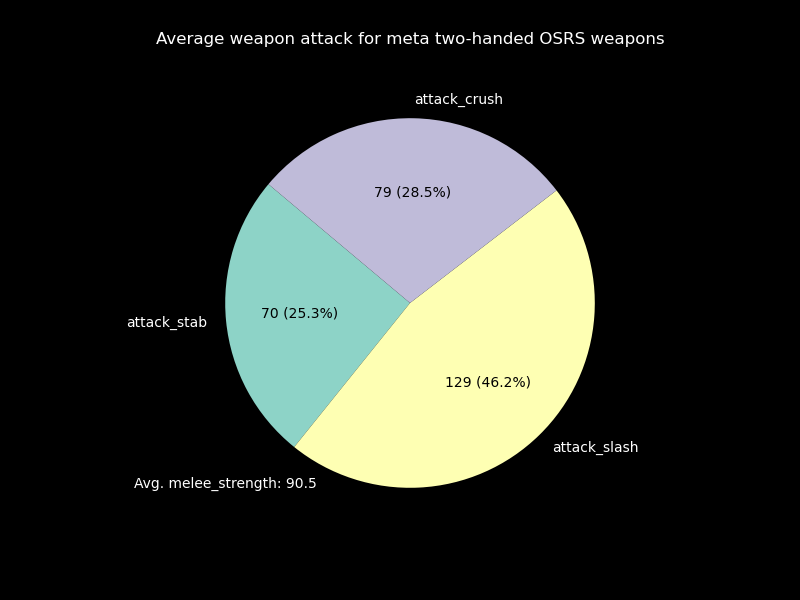 Average weapon attack for meta two-handed OSRS weapons
attack_crush
79 (28.5%)
70 (25.3%)
attack_stab
129 (46.2%)
attack_slash
Avg. melee_strength: 90.5